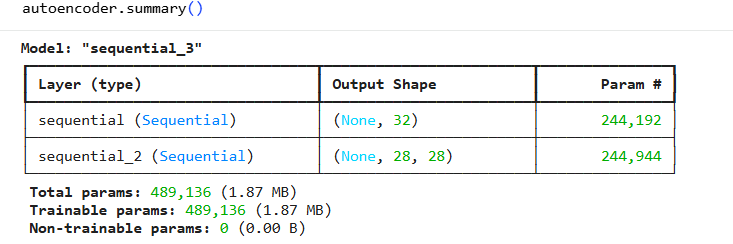 autoencoder.summary()
Model: "sequential_3"
Layer (type) Output Shape Param #
sequential (Sequential) (None, 32) 244,192
sequential_2 (Sequential) (None, 28, 28) 244,944
Total params: 489,136 (1.87 MB)
Trainable params: 489,136 (1.87 MB)
Non-trainable params: 0 (0.00 B)